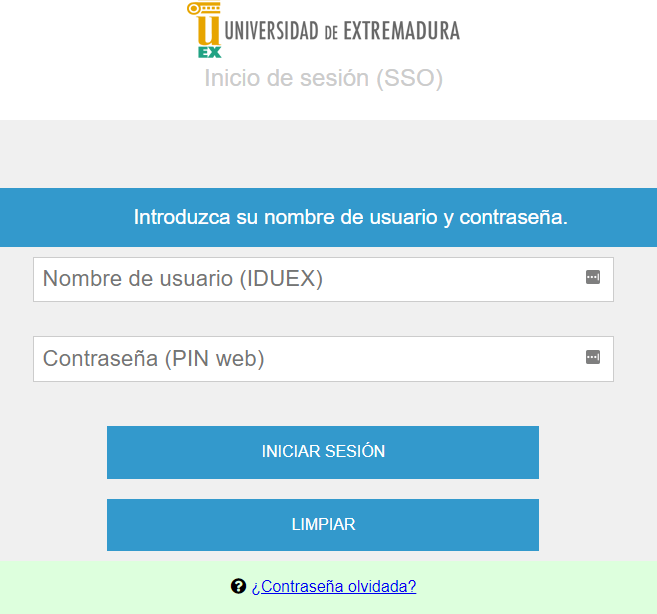 UEX UNIVERSIDAD DE EXTREMADURA
Inicio de sesión (SSO)
Introduzca su nombre de usuario y contraseña.
Nombre de usuario (IDUEX)
Contraseña (PIN web)
INICIAR SESIÓN
LIMPIAR
¿Contraseña olvidada?